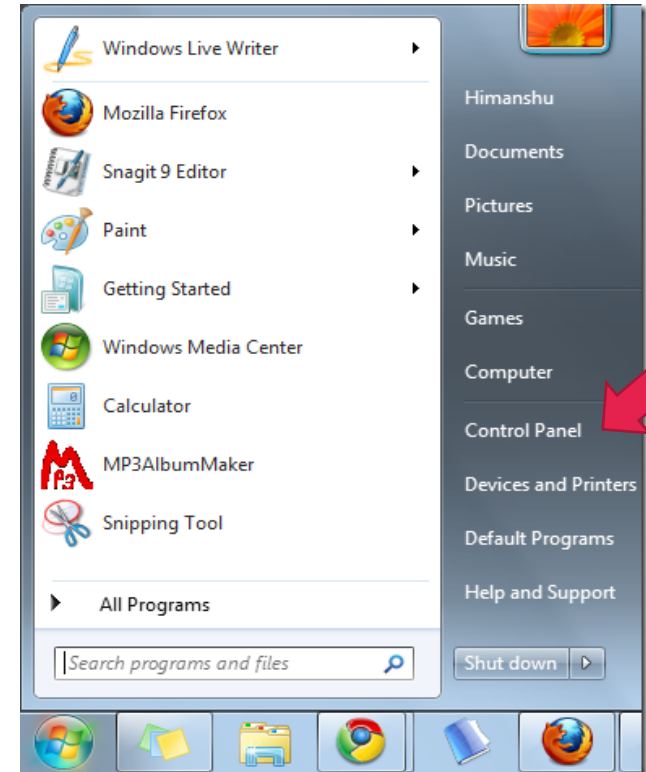 Windows Live Writer
Mozilla Firefox
Snagit 9 Editor
Paint
Getting Started
Windows Media Center
Calculator
MP3AlbumMaker
Snipping Tool
All Programs
Search programs and files
Himanshu
Documents
Pictures
Music
Games
Computer
Control Panel
Devices and Printers
Default Programs
Help and Support
Shut down